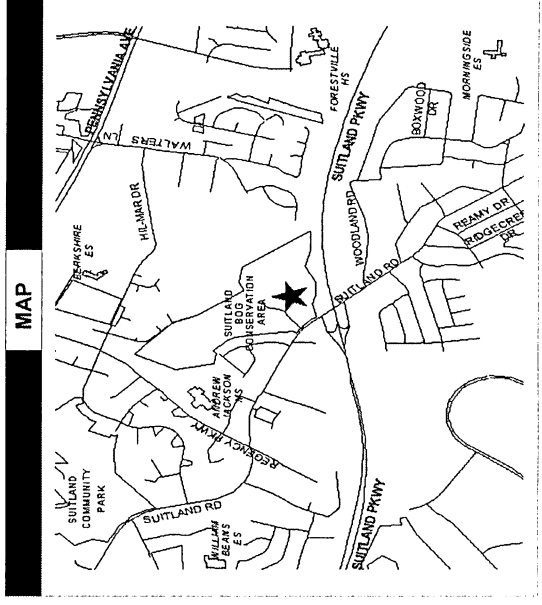 MAP
PENNSYLVANIA AVE
FORESTVILLE
HS
MORNINGSIDE
ES
WALTERS
LN
SUITLAND PKWY
BOXWOOD
DR
BERKSHIRE
ES
HIL-MAR DR
WOODLAND RD
REAMY DR
RIDGECREST
DR
SUITLAND
BOG
CONSERVATION
AREA
SUITLAND RD
ANDREW
JACKSON
MS
REGENCY PKWY
SUITLAND
COMMUNITY
PARK
SUITLAND RD
WILLIAM
BEANS
ES
SUITLAND PKWY